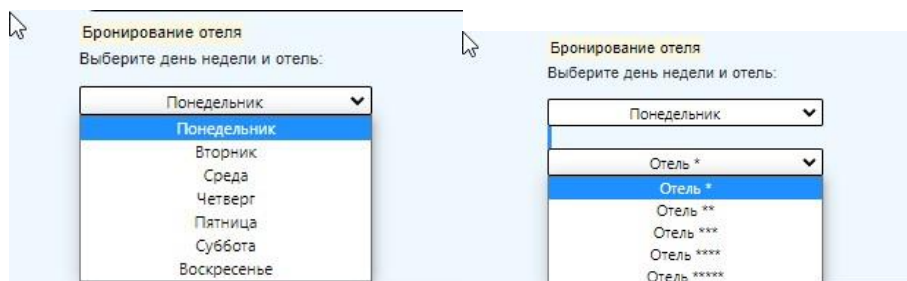 Бронирование отеля
Выберите день недели и отель:
Понедельник
Понедельник
Вторник
Среда
Четверг
Пятница
Суббота
Воскресенье
Бронирование отеля
Выберите день недели и отель:
Понедельник
Отель *
Отель *
Отель **
Отель ***
Отель ****
Отель *****